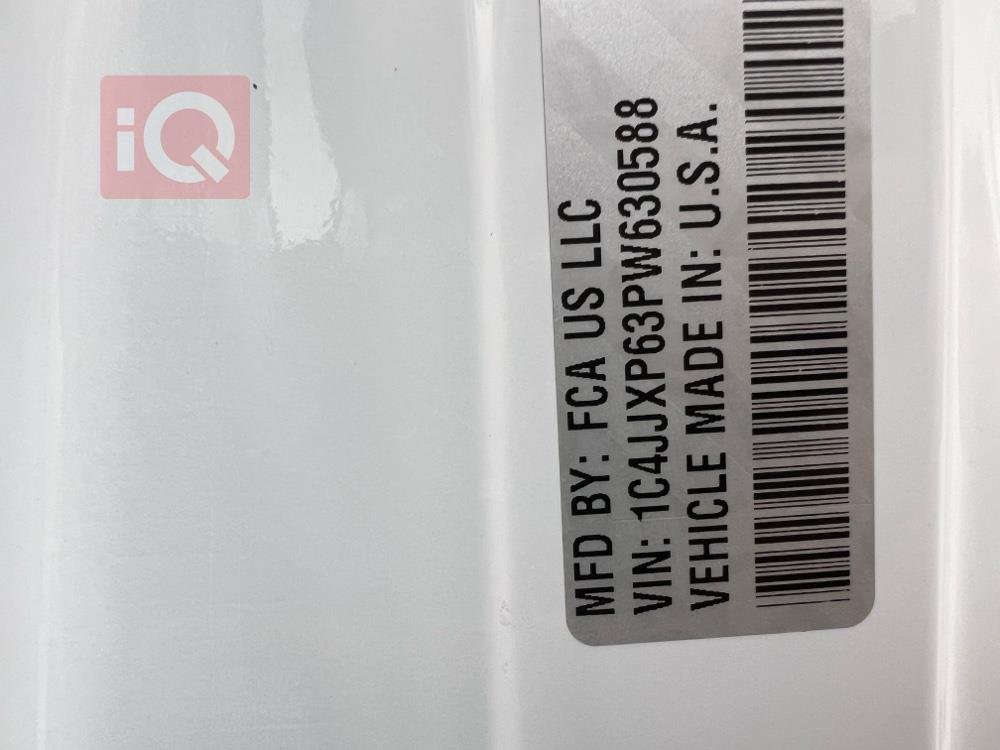 iQ
MFD BY: FCA US LLC
VIN: 1C4JJXP63PW630588
VEHICLE MADE IN: U.S.A.